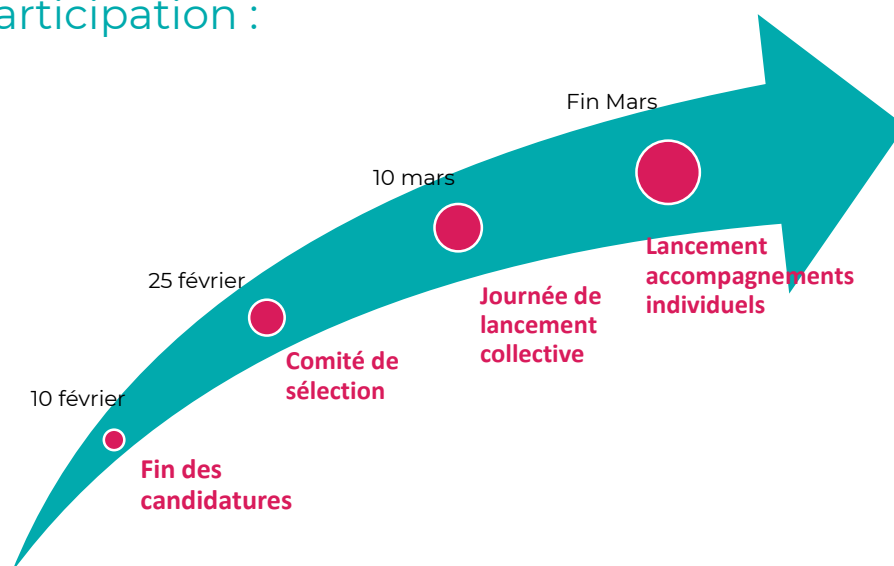 articipation :
Fin Mars
10 mars
25 février
10 février
Lancement
accompagnements
individuels
Journée de
lancement
collective
Comité de
sélection
Fin des
candidatures